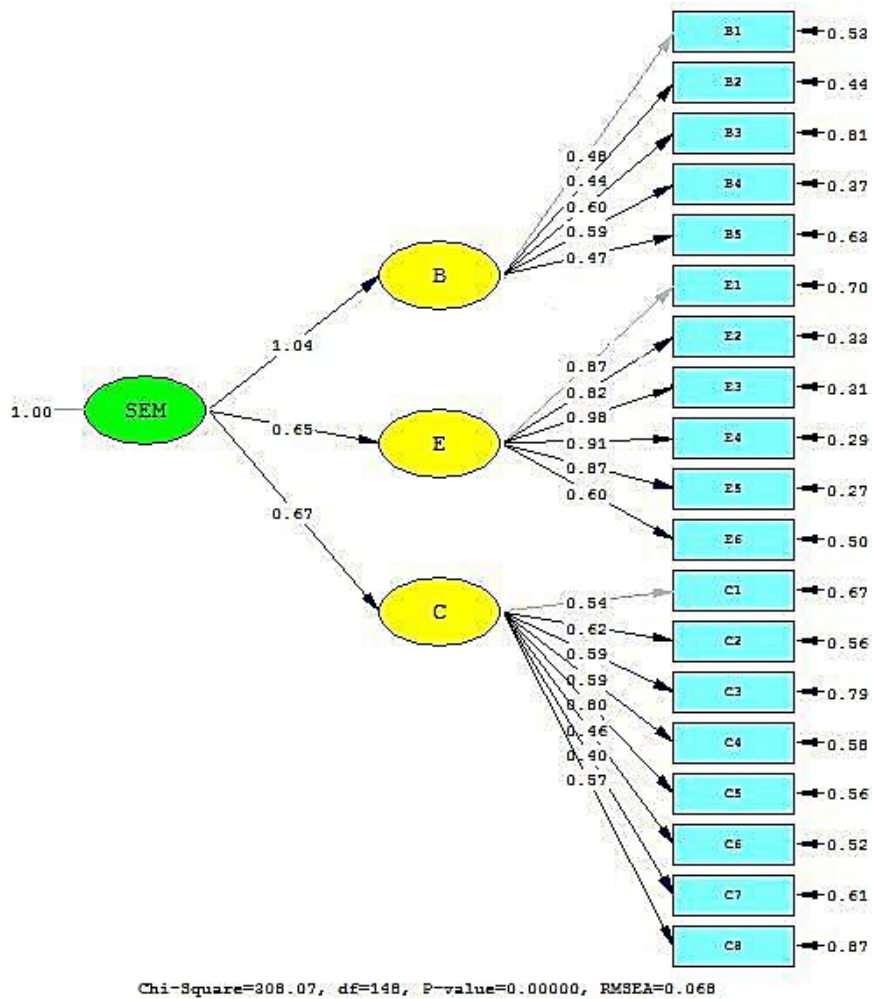 1.00
SEM
1.04
0.65
0.67
B
E
C
0.48
0.44
0.60
0.59
0.47
0.87
0.82
0.98
0.91
0.87
0.60
0.54
0.62
0.59
0.59
0.80
0.46
0.40
0.57
B1 0.53
B2 0.44
B3 0.81
B4 0.37
B5 0.63
E1 0.70
E2 0.33
E3 0.31
E4 0.29
E5 0.27
E6 0.50
C1 0.67
C2 0.56
C3 0.79
C4 0.58
C5 0.56
C6 0.52
C7 0.61
C8 0.87
Chi-Square=308.07, df=148, P-value=0.00000, RMSEA=0.068